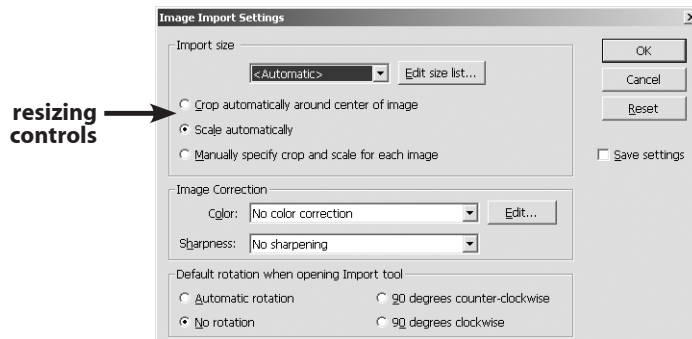 Image Import Settings
Import size
<Automatic>
Edit size list...
Crop automatically around center of image
Scale automatically
Manually specify crop and scale for each image
resizing
controls
OK
Cancel
Reset
Save settings
Image Correction
Color: No color correction Edit...
Sharpness: No sharpening
Default rotation when opening Import tool
Automatic rotation 90 degrees counter-clockwise
No rotation 90 degrees clockwise